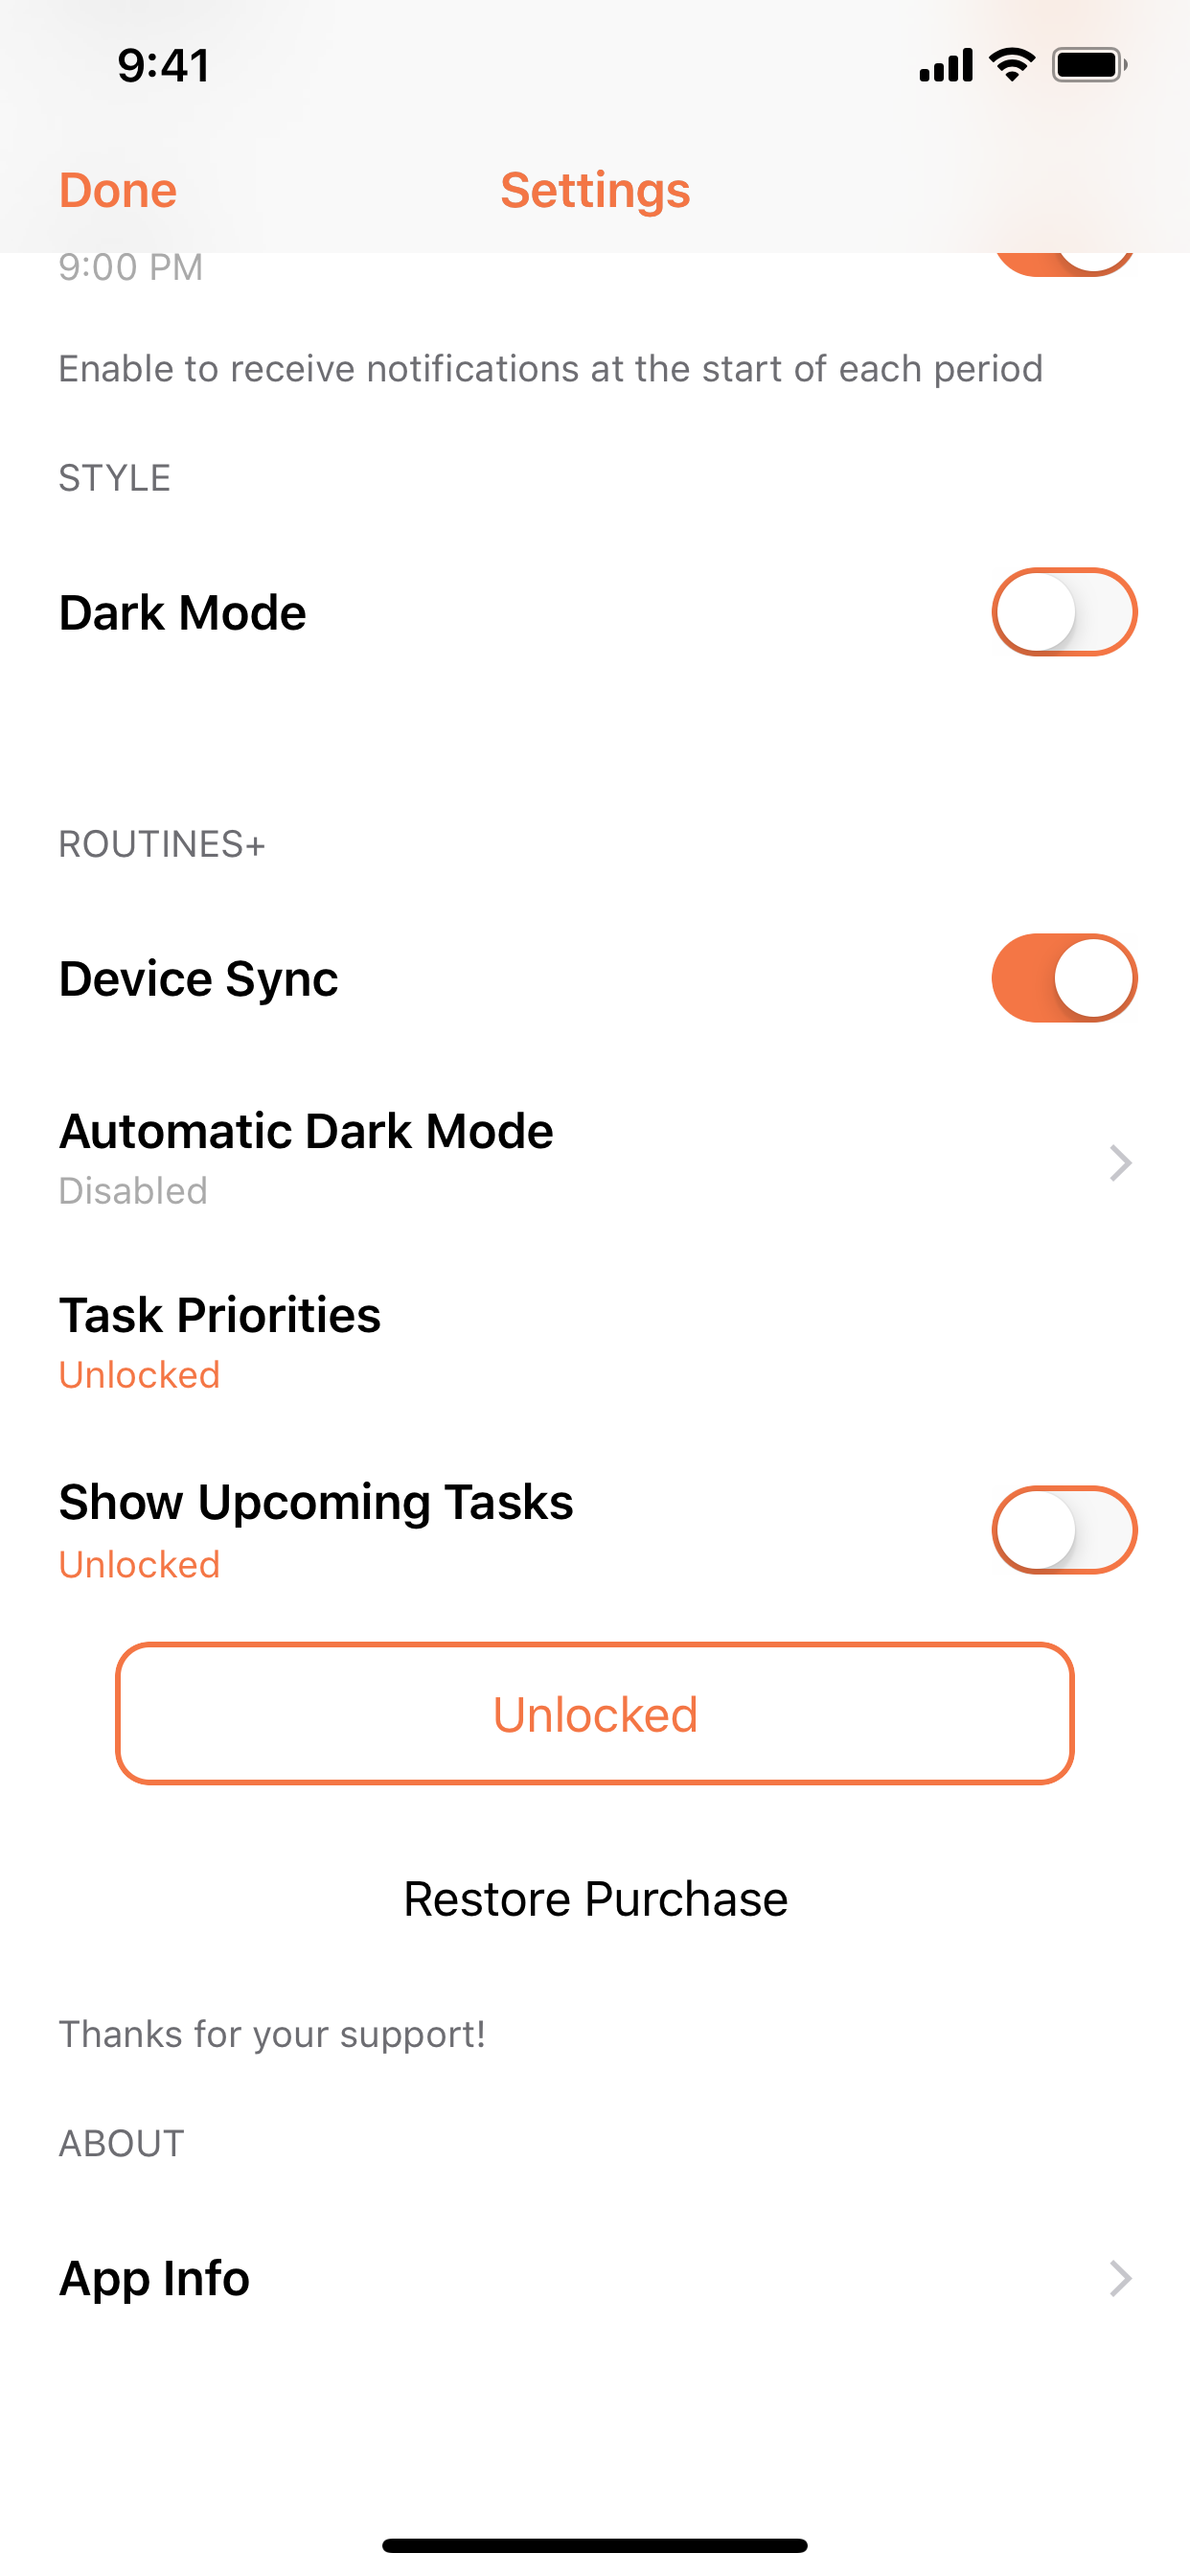 9:41
Done
Settings
9:00 PM
Enable to receive notifications at the start of each period
STYLE
Dark Mode
ROUTINES+
Device Sync
Automatic Dark Mode
Disabled
Task Priorities
Unlocked
Show Upcoming Tasks
Unlocked
Unlocked
Restore Purchase
Thanks for your support!
ABOUT
App Info